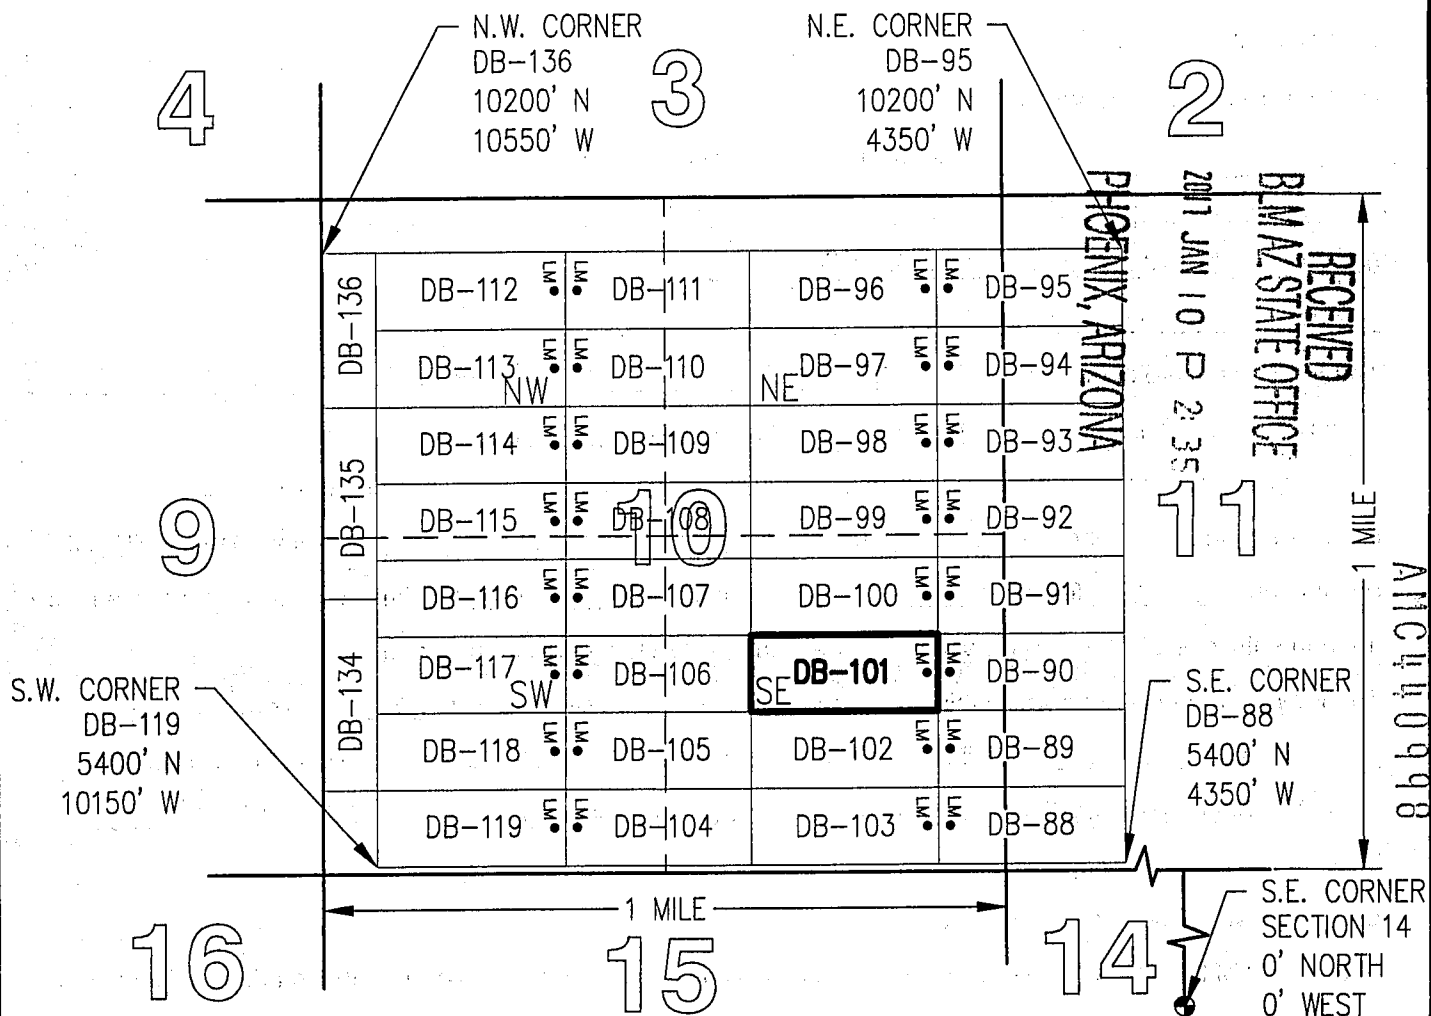 N.W. CORNER
DB-136
10200' N
10550' W
N.E. CORNER
DB-95
10200' N
4350' W
4
3
2
RECEIVED
BLM AZ STATE OFFICE
2017 JAN 10 P 2:35
PHOENIX, ARIZONA
DB-136
DB-112
LM
LM
DB-111
DB-96
LM
LM
DB-95
DB-113
NW
LM
LM
DB-110
NE
DB-97
LM
LM
DB-94
DB-135
DB-114
LM
LM
DB-109
DB-98
LM
LM
DB-93
9
DB-115
LM
LM
DB-108
10
DB-99
LM
LM
DB-92
11
1 MILE
DB-116
LM
LM
DB-107
DB-100
LM
LM
DB-91
AMC440998
DB-134
DB-117
SW
LM
LM
DB-106
SE
DB-101
LM
LM
DB-90
S.W. CORNER
DB-119
5400' N
10150' W
S.E. CORNER
DB-88
5400' N
4350' W
DB-118
LM
LM
DB-105
DB-102
LM
LM
DB-89
DB-119
LM
LM
DB-104
DB-103
LM
LM
DB-88
1 MILE
16
15
14
S.E. CORNER
SECTION 14
0' NORTH
0' WEST